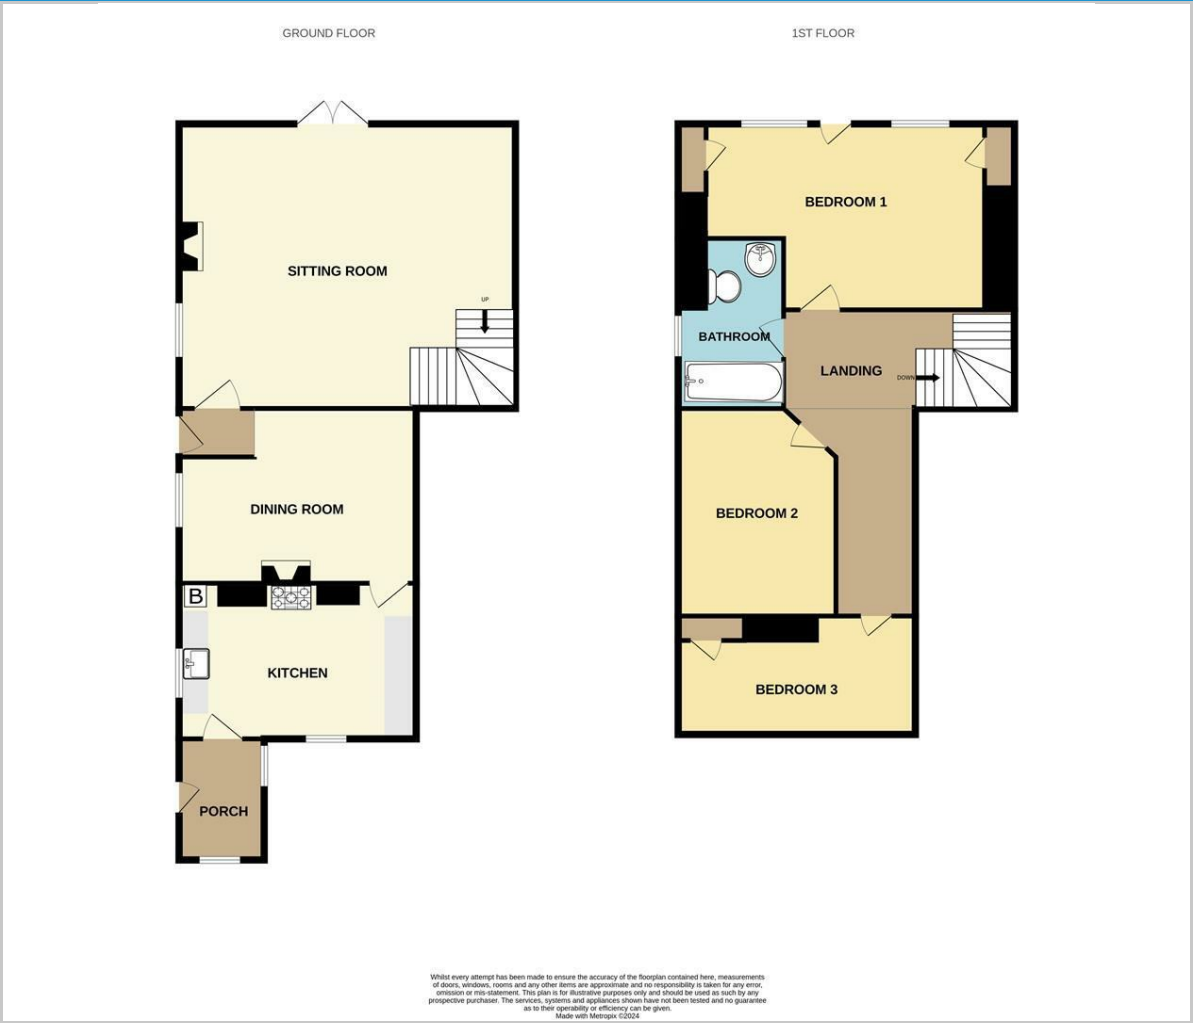 GROUND FLOOR
1ST FLOOR
BEDROOM 1
SITTING ROOM
UP
BATHROOM
LANDING
DOWN
DINING ROOM
BEDROOM 2
B
KITCHEN
BEDROOM 3
PORCH
Whilst every attempt has been made to ensure the accuracy of the floorplan contained here, measurements
of doors, windows, rooms and any other items are approximate and no responsibility is taken for any error,
omission or mis-statement. This plan is for illustrative purposes only and should be used as such by any
prospective purchaser. The services, systems and appliances shown have not been tested and no guarantee
as to their operability or efficiency can be given.
Made with Metropix ©2024